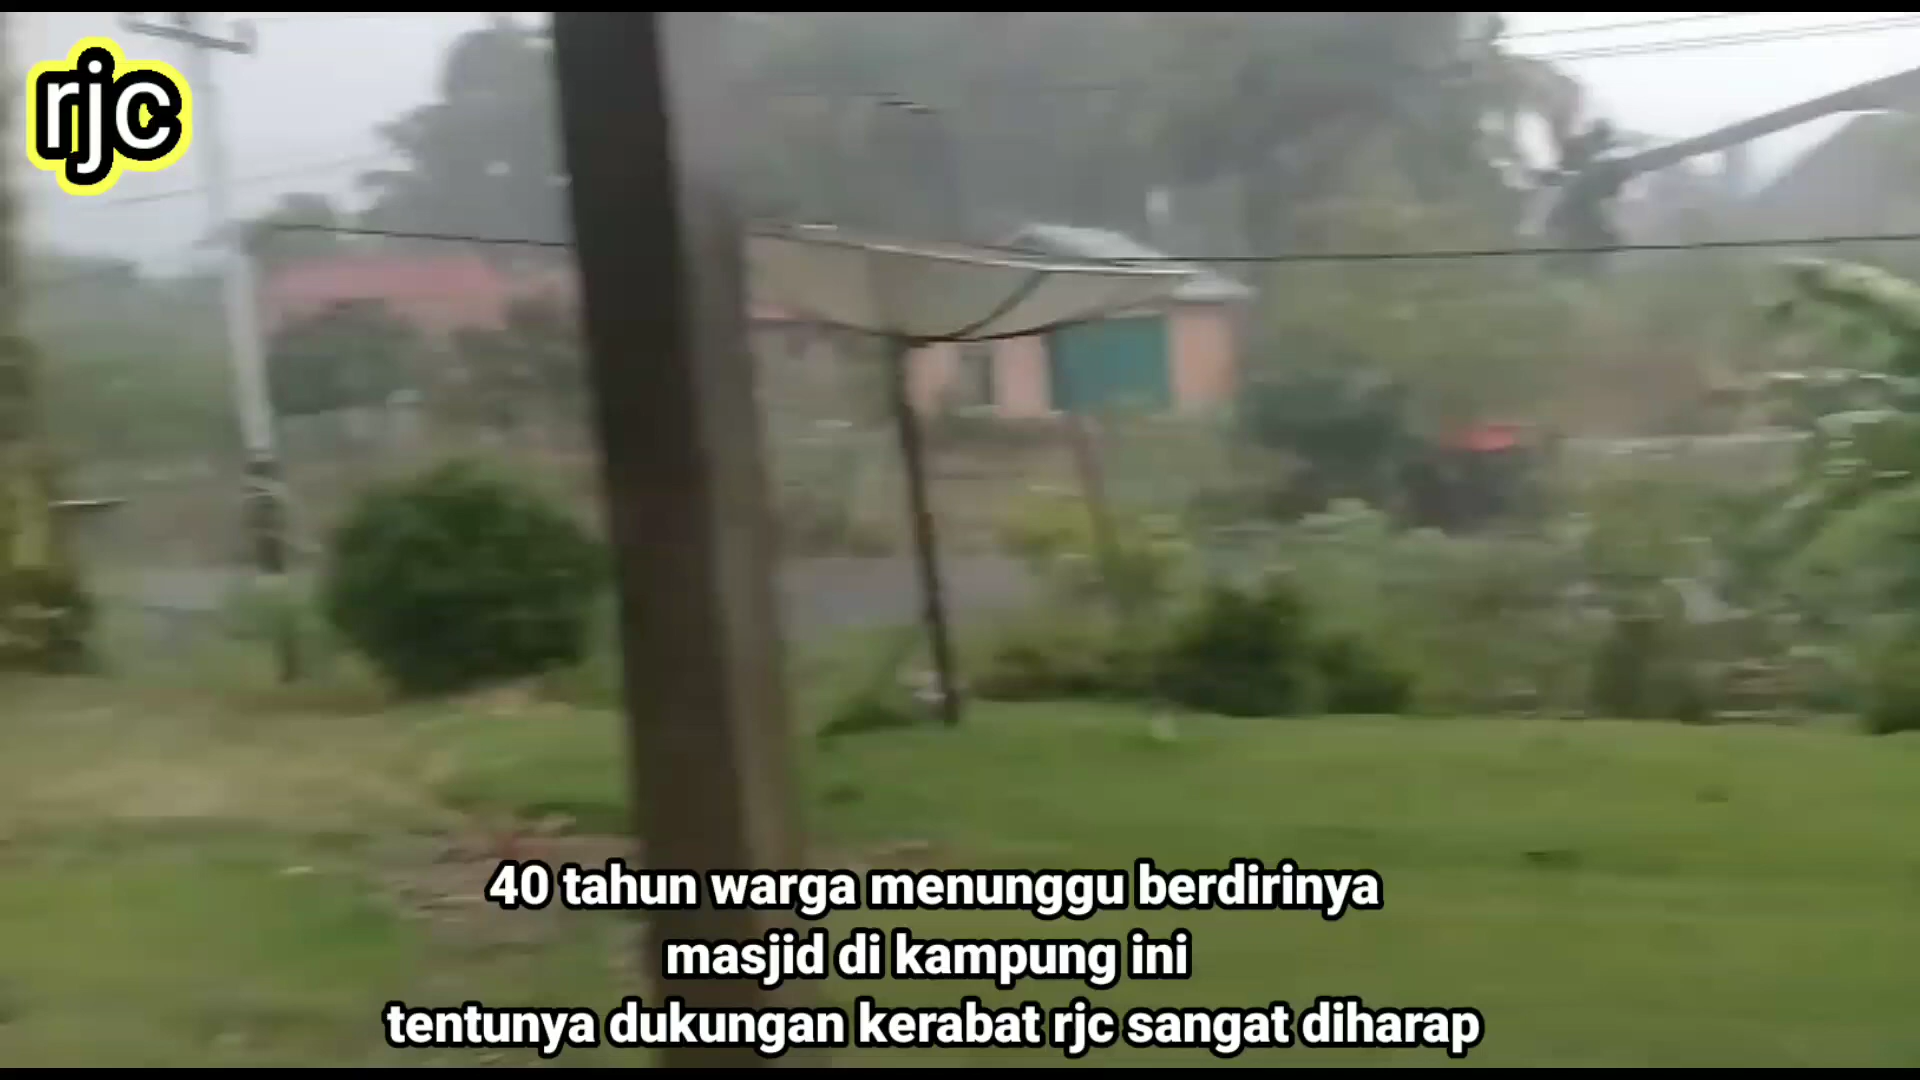 rjc
40 tahun warga menunggu berdirinya
masjid di kampung ini
tentunya dukungan kerabat rjc sangat diharap